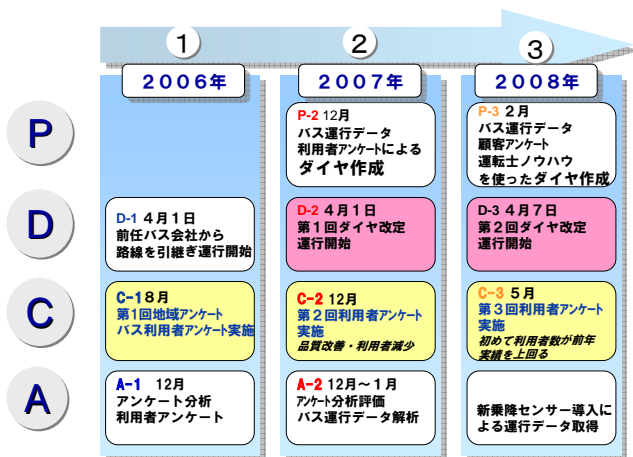 1
2
3
2006年
2007年
2008年
P
P-2 12月
バス運行データ
利用者アンケートによる
ダイヤ作成
P-3 2月
バス運行データ
顧客アンケート
運転士ノウハウ
を使ったダイヤ作成
D
D-1 4月1日
前任バス会社から
路線を引継ぎ運行開始
D-2 4月1日
第1回ダイヤ改定
運行開始
D-3 4月7日
第2回ダイヤ改定
運行開始
C
C-1 8月
第1回地域アンケート
バス利用者アンケート実施
C-2 12月
第2回利用者アンケート
実施
品質改善・利用者減少
C-3 5月
第3回利用者アンケート
実施
初めて利用者数が前年
実績を上回る
A
A-1 12月
アンケート分析
利用者アンケート
A-2 12月~1月
アンケート分析評価
バス運行データ解析
新乗降センサー導入に
よる運行データ取得